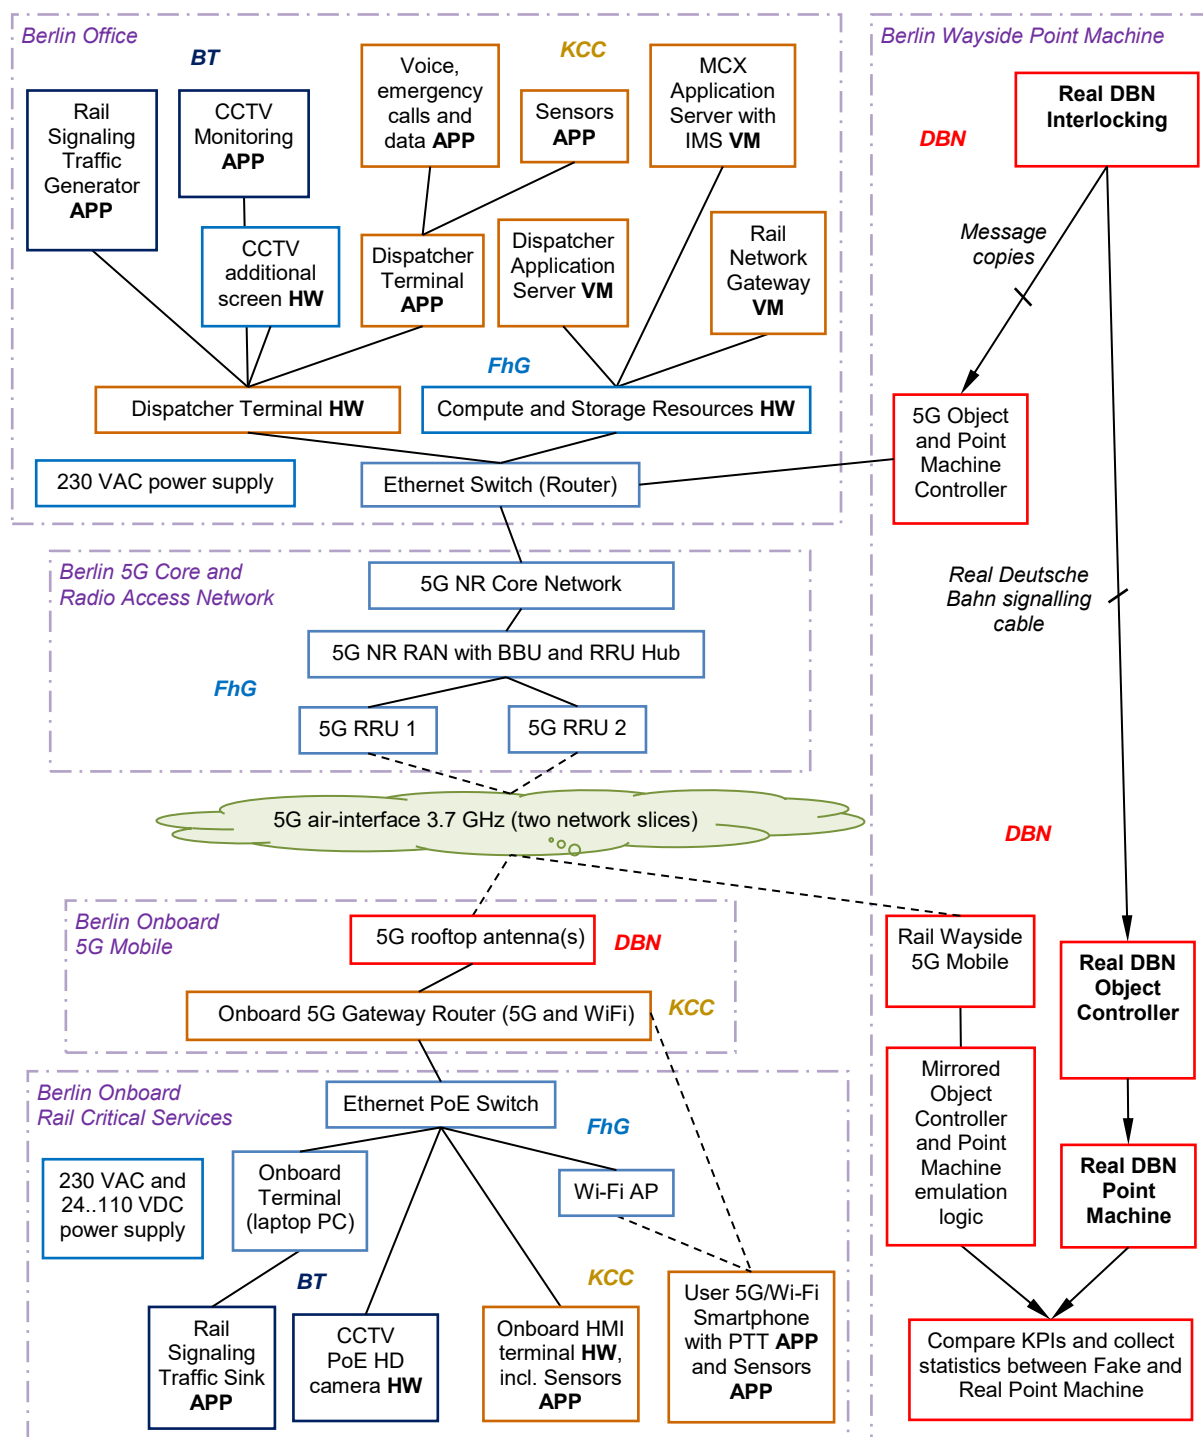 Berlin Office
BT
KCC
Rail
Signaling
Traffic
Generator
APP
CCTV
Monitoring
APP
Voice,
emergency
calls and
data APP
Sensors
APP
MCX
Application
Server with
IMS VM
CCTV
additional
screen HW
Dispatcher
Terminal
APP
Dispatcher
Application
Server VM
Rail
Network
Gateway
VM
FhG
Dispatcher Terminal HW
Compute and Storage Resources HW
230 VAC power supply
Ethernet Switch (Router)
Berlin Wayside Point Machine
DBN
Real DBN
Interlocking
Message
copies
5G Object
and Point
Machine
Controller
Real Deutsche
Bahn signalling
cable
Berlin 5G Core and
Radio Access Network
5G NR Core Network
5G NR RAN with BBU and RRU Hub
FhG
5G RRU 1
5G RRU 2
5G air-interface 3.7 GHz (two network slices)
DBN
Berlin Onboard
5G Mobile
5G rooftop antenna(s)
DBN
Onboard 5G Gateway Router (5G and WiFi)
KCC
Rail Wayside
5G Mobile
Real DBN
Object
Controller
Mirrored
Object
Controller
and Point
Machine
emulation
logic
Real DBN
Point
Machine
Compare KPIs and collect
statistics between Fake and
Real Point Machine
Berlin Onboard
Rail Critical Services
Ethernet PoE Switch
FhG
230 VAC and
24..110 VDC
power supply
Onboard
Terminal
(laptop PC)
Wi-Fi AP
BT
KCC
Rail
Signaling
Traffic Sink
APP
CCTV
PoE HD
camera HW
Onboard HMI
terminal HW,
incl. Sensors
APP
User 5G/Wi-Fi
Smartphone
with PTT APP
and Sensors
APP